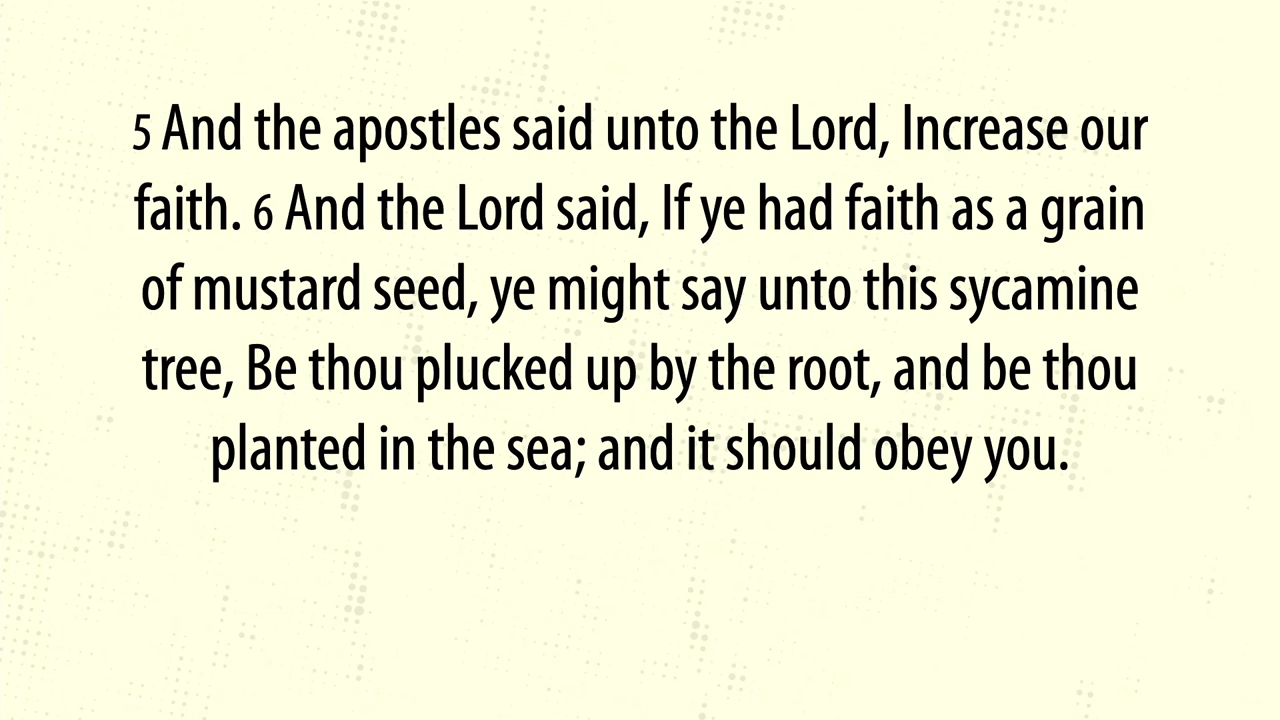 5 And the apostles said unto the Lord, Increase our
faith. 6 And the Lord said, If ye had faith as a grain
of mustard seed, ye might say unto this sycamine
tree, Be thou plucked up by the root, and be thou
planted in the sea; and it should obey you.